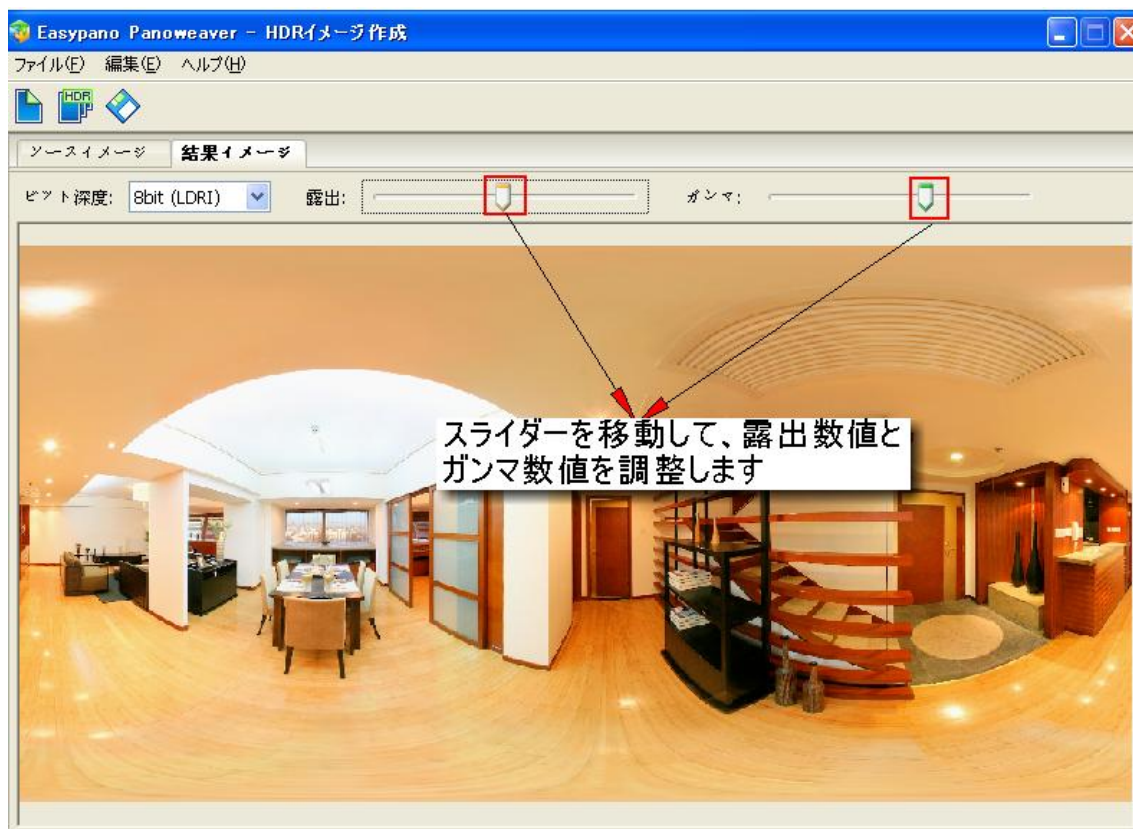 Easypano Panoweaver - HDRイメージ作成
ファイル(F) 編集(E) ヘルプ(H)
HDR
ソースイメージ 結果イメージ
ビット深度: 8bit (LDRI) 露出: ガンマ:
スライダーを移動して、露出数値と
ガンマ数値を調整します